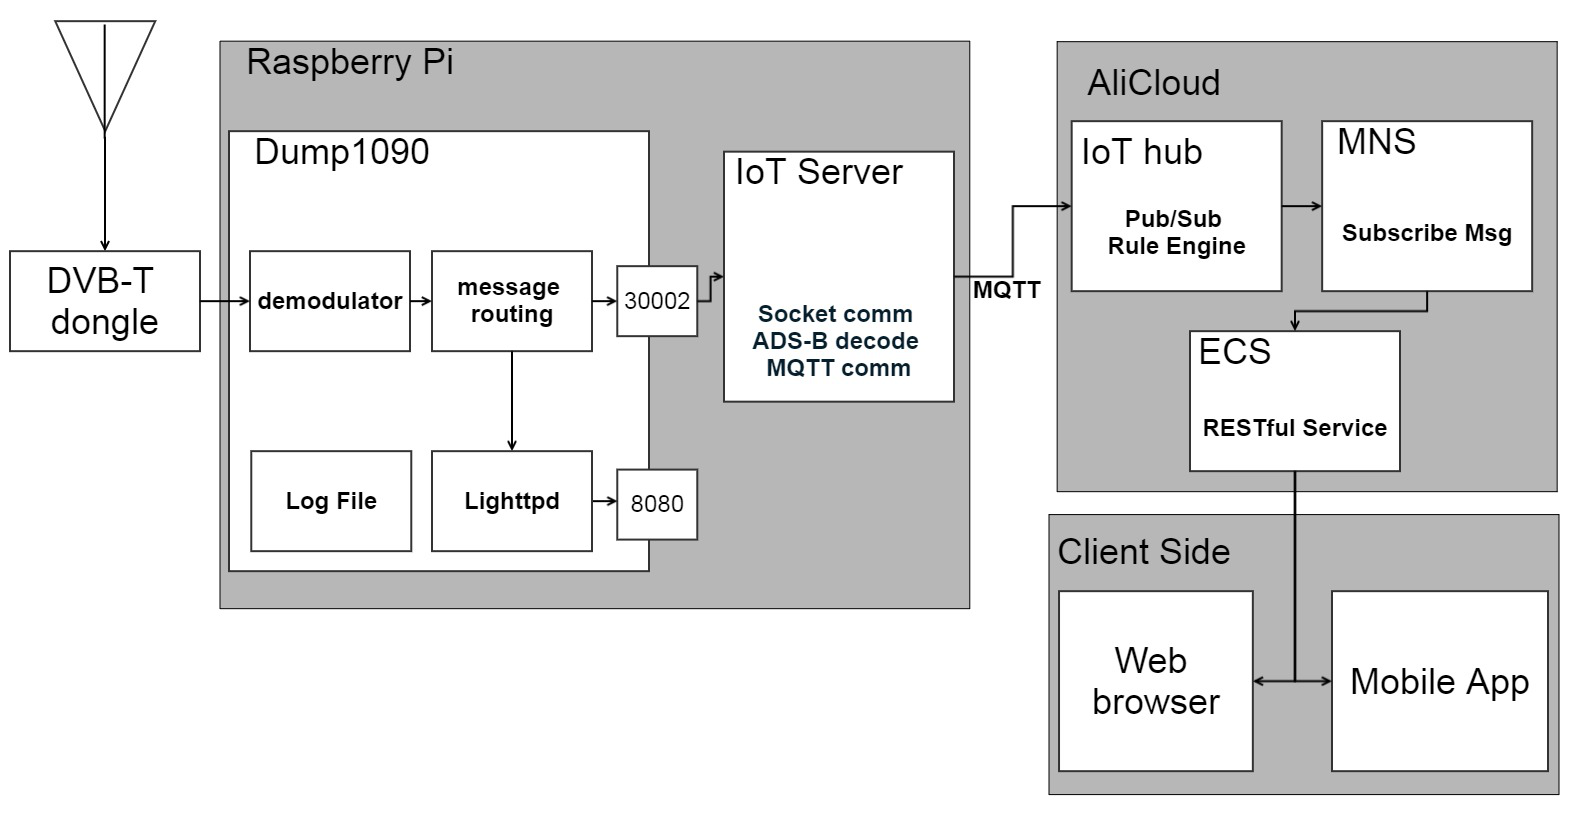 Raspberry Pi
Dump1090
DVB-T
dongle
demodulator
message
routing
30002
Log File
Lighttpd
8080
IoT Server
Socket comm
ADS-B decode
MQTT comm
MQTT
AliCloud
IoT hub
Pub/Sub
Rule Engine
MNS
Subscribe Msg
ECS
RESTful Service
Client Side
Web
browser
Mobile App